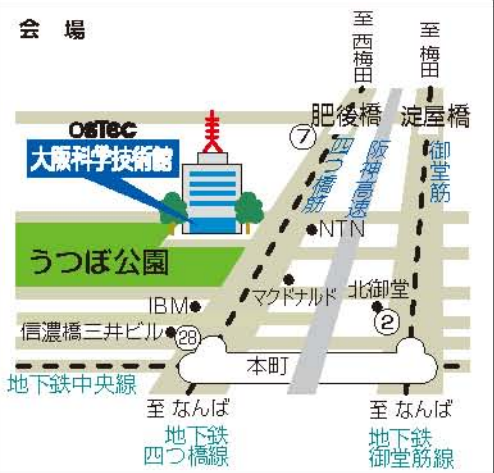 会 場
至 西梅田
至 梅田
OSTEC
大阪科学技術館
⑦
肥後橋
淀屋橋
四つ橋筋
阪神高速
御堂筋
NTN
うつぼ公園
マクドナルド
北御堂
IBM
②
信濃橋三井ビル
㉘
本町
地下鉄中央線
至 なんば
至 なんば
地下鉄
四つ橋線
地下鉄
御堂筋線